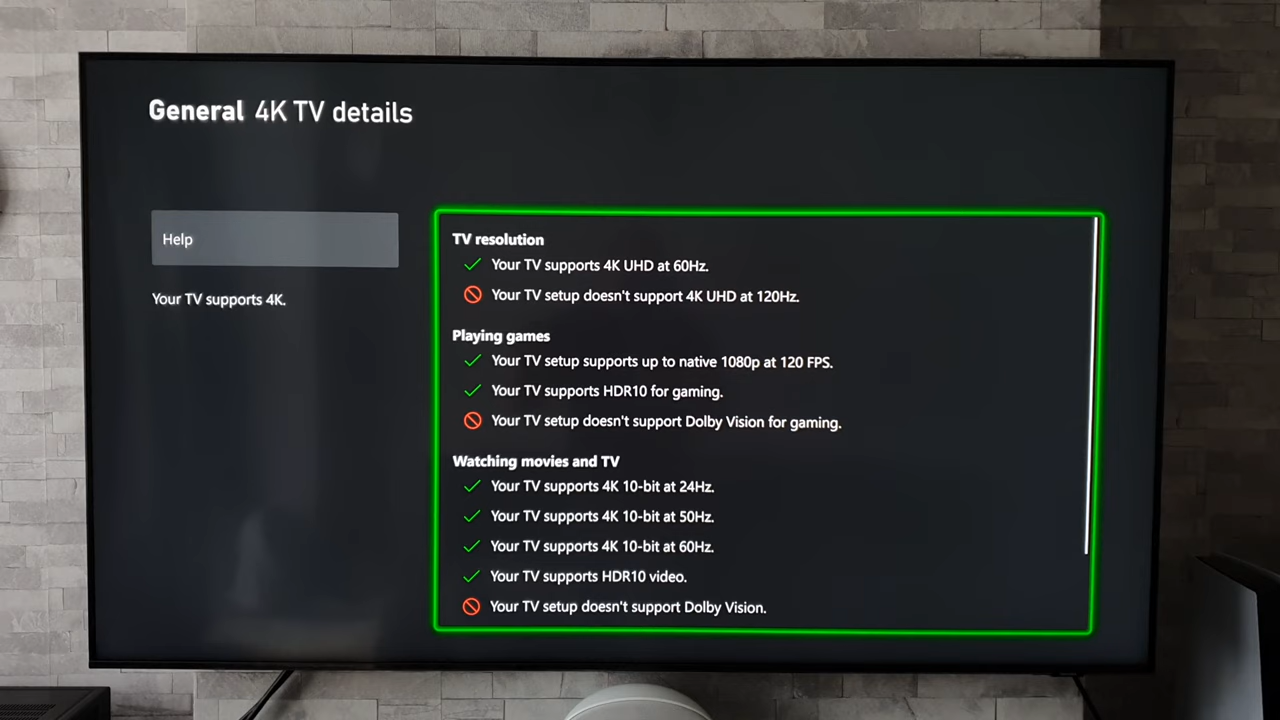 General 4K TV details
Help
Your TV supports 4K.
TV resolution
Your TV supports 4K UHD at 60Hz.
Your TV setup doesn't support 4K UHD at 120Hz.
Playing games
Your TV setup supports up to native 1080p at 120 FPS.
Your TV supports HDR10 for gaming.
Your TV setup doesn't support Dolby Vision for gaming.
Watching movies and TV
Your TV supports 4K 10-bit at 24Hz.
Your TV supports 4K 10-bit at 50Hz.
Your TV supports 4K 10-bit at 60Hz.
Your TV supports HDR10 video.
Your TV setup doesn't support Dolby Vision.